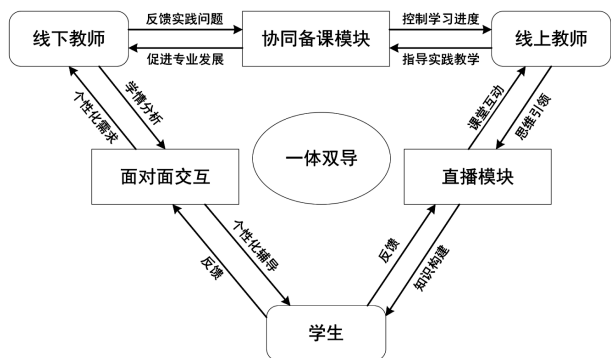 反馈实践问题
控制学习进度
线下教师
协同备课模块
线上教师
促进专业发展
指导实践教学
个性化需求
学情分析
课堂互动
思维引领
面对面交互
一体双导
直播模块
反馈
个性化辅导
反馈
知识构建
学生